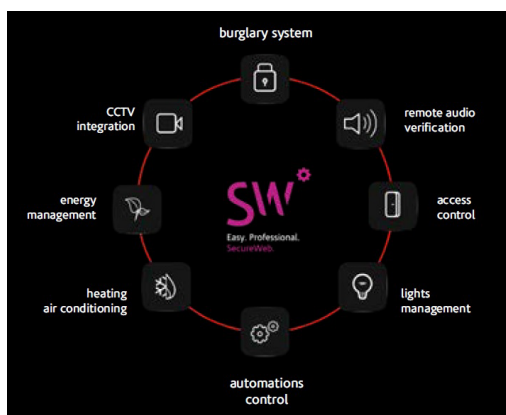 burglary system
CCTV
integration
remote audio
verification
energy
management
SW
Easy. Professional.
SecureWeb.
access
control
heating
air conditioning
lights
management
automations
control